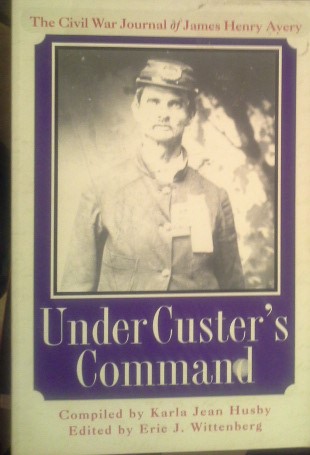 The Civil War Journal of James Henry Avery
Under Custer's
Command
Compiled by Karla Jean Husby
Edited by Eric J. Wittenberg